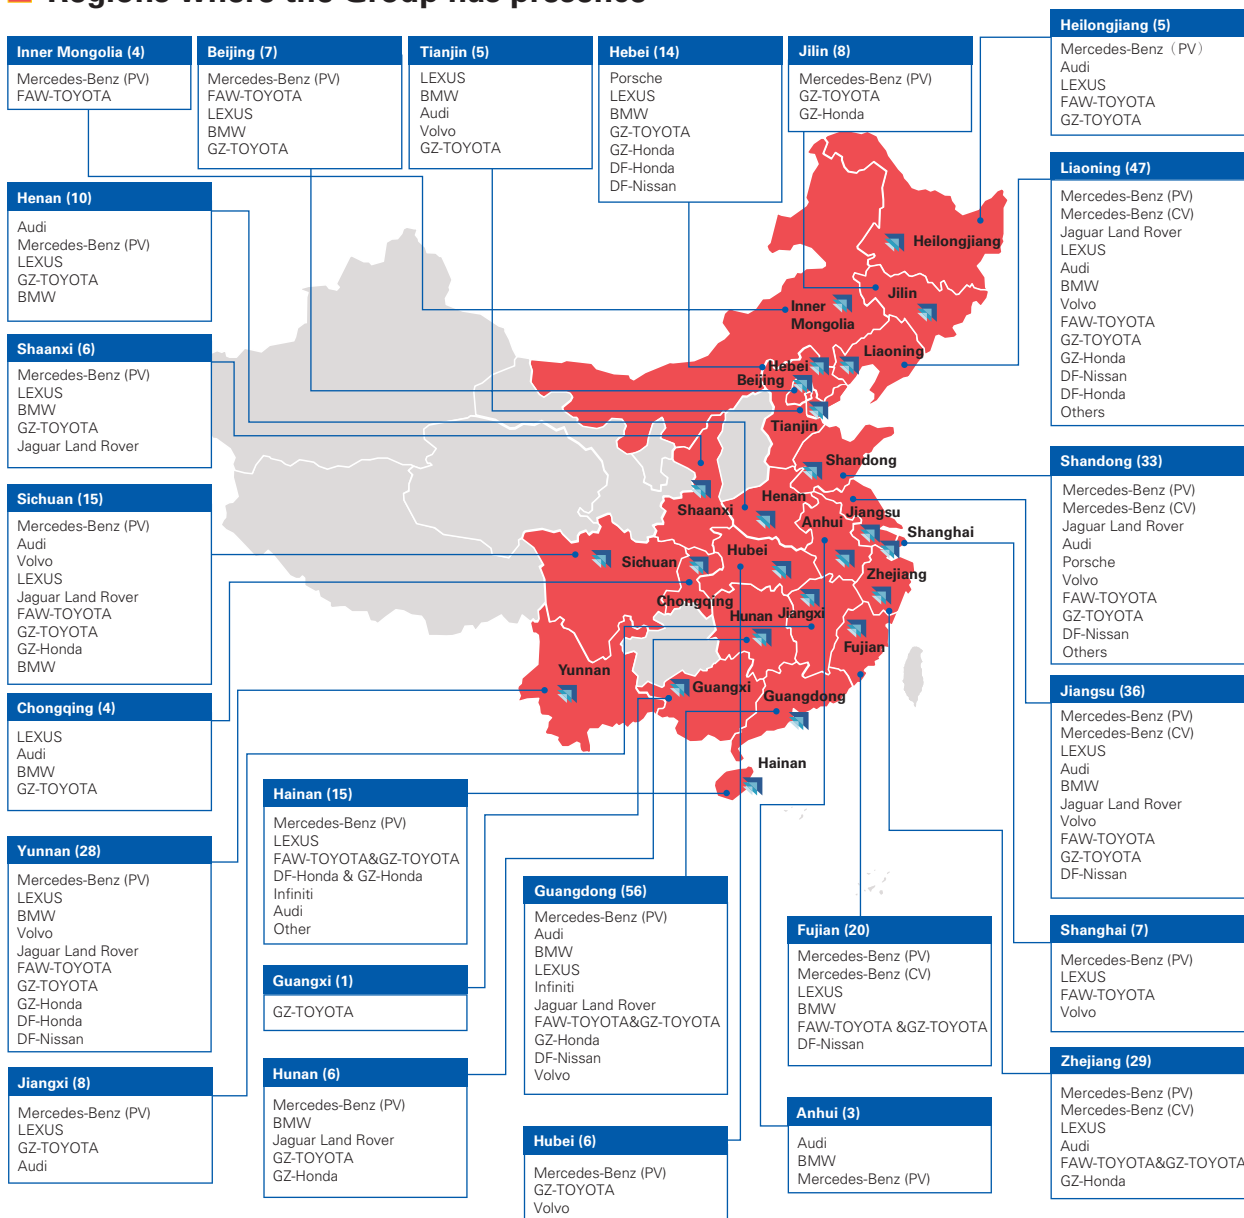 Regions where the Group has presence
Inner Mongolia (4)
Mercedes-Benz (PV)
FAW-TOYOTA
Beijing (7)
Mercedes-Benz (PV)
FAW-TOYOTA
LEXUS
BMW
GZ-TOYOTA
Tianjin (5)
LEXUS
BMW
Audi
Volvo
GZ-TOYOTA
Hebei (14)
Porsche
LEXUS
BMW
GZ-TOYOTA
GZ-Honda
DF-Honda
DF-Nissan
Jilin (8)
Mercedes-Benz (PV)
GZ-TOYOTA
GZ-Honda
Heilongjiang (5)
Mercedes-Benz（PV）
Audi
LEXUS
FAW-TOYOTA
GZ-TOYOTA
Henan (10)
Audi
Mercedes-Benz (PV)
LEXUS
GZ-TOYOTA
BMW
Liaoning (47)
Mercedes-Benz (PV)
Mercedes-Benz (CV)
Jaguar Land Rover
LEXUS
Audi
BMW
Volvo
FAW-TOYOTA
GZ-TOYOTA
GZ-Honda
DF-Nissan
DF-Honda
Others
Shaanxi (6)
Mercedes-Benz (PV)
LEXUS
BMW
GZ-TOYOTA
Jaguar Land Rover
Shandong (33)
Mercedes-Benz (PV)
Mercedes-Benz (CV)
Jaguar Land Rover
Audi
Porsche
Volvo
FAW-TOYOTA
GZ-TOYOTA
DF-Nissan
Others
Sichuan (15)
Mercedes-Benz (PV)
Audi
Volvo
LEXUS
Jaguar Land Rover
FAW-TOYOTA
GZ-TOYOTA
GZ-Honda
BMW
Jiangsu (36)
Mercedes-Benz (PV)
Mercedes-Benz (CV)
LEXUS
Audi
BMW
Jaguar Land Rover
Volvo
FAW-TOYOTA
GZ-TOYOTA
DF-Nissan
Chongqing (4)
LEXUS
Audi
BMW
GZ-TOYOTA
Yunnan (28)
Mercedes-Benz (PV)
LEXUS
BMW
Volvo
Jaguar Land Rover
FAW-TOYOTA
GZ-TOYOTA
GZ-Honda
DF-Honda
DF-Nissan
Hainan (15)
Mercedes-Benz (PV)
LEXUS
FAW-TOYOTA&GZ-TOYOTA
DF-Honda & GZ-Honda
Infiniti
Audi
Other
Guangdong (56)
Mercedes-Benz (PV)
Audi
BMW
LEXUS
Infiniti
Jaguar Land Rover
FAW-TOYOTA&GZ-TOYOTA
GZ-Honda
DF-Nissan
Volvo
Fujian (20)
Mercedes-Benz (PV)
Mercedes-Benz (CV)
LEXUS
BMW
FAW-TOYOTA &GZ-TOYOTA
DF-Nissan
Shanghai (7)
Mercedes-Benz (PV)
LEXUS
FAW-TOYOTA
Volvo
Guangxi (1)
GZ-TOYOTA
Jiangxi (8)
Mercedes-Benz (PV)
LEXUS
GZ-TOYOTA
Audi
Hunan (6)
Mercedes-Benz (PV)
BMW
Jaguar Land Rover
GZ-TOYOTA
GZ-Honda
Hubei (6)
Mercedes-Benz (PV)
GZ-TOYOTA
Volvo
Anhui (3)
Audi
BMW
Mercedes-Benz (PV)
Zhejiang (29)
Mercedes-Benz (PV)
Mercedes-Benz (CV)
LEXUS
Audi
FAW-TOYOTA&GZ-TOYOTA
GZ-Honda
Heilongjiang
Jilin
Inner
Mongolia
Liaoning
Hebei
Beijing
Tianjin
Shandong
Henan
Shaanxi
Jiangsu
Anhui
Shanghai
Hubei
Sichuan
Zhejiang
Chongqing
Hunan
Jiangxi
Fujian
Yunnan
Guangxi
Guangdong
Hainan